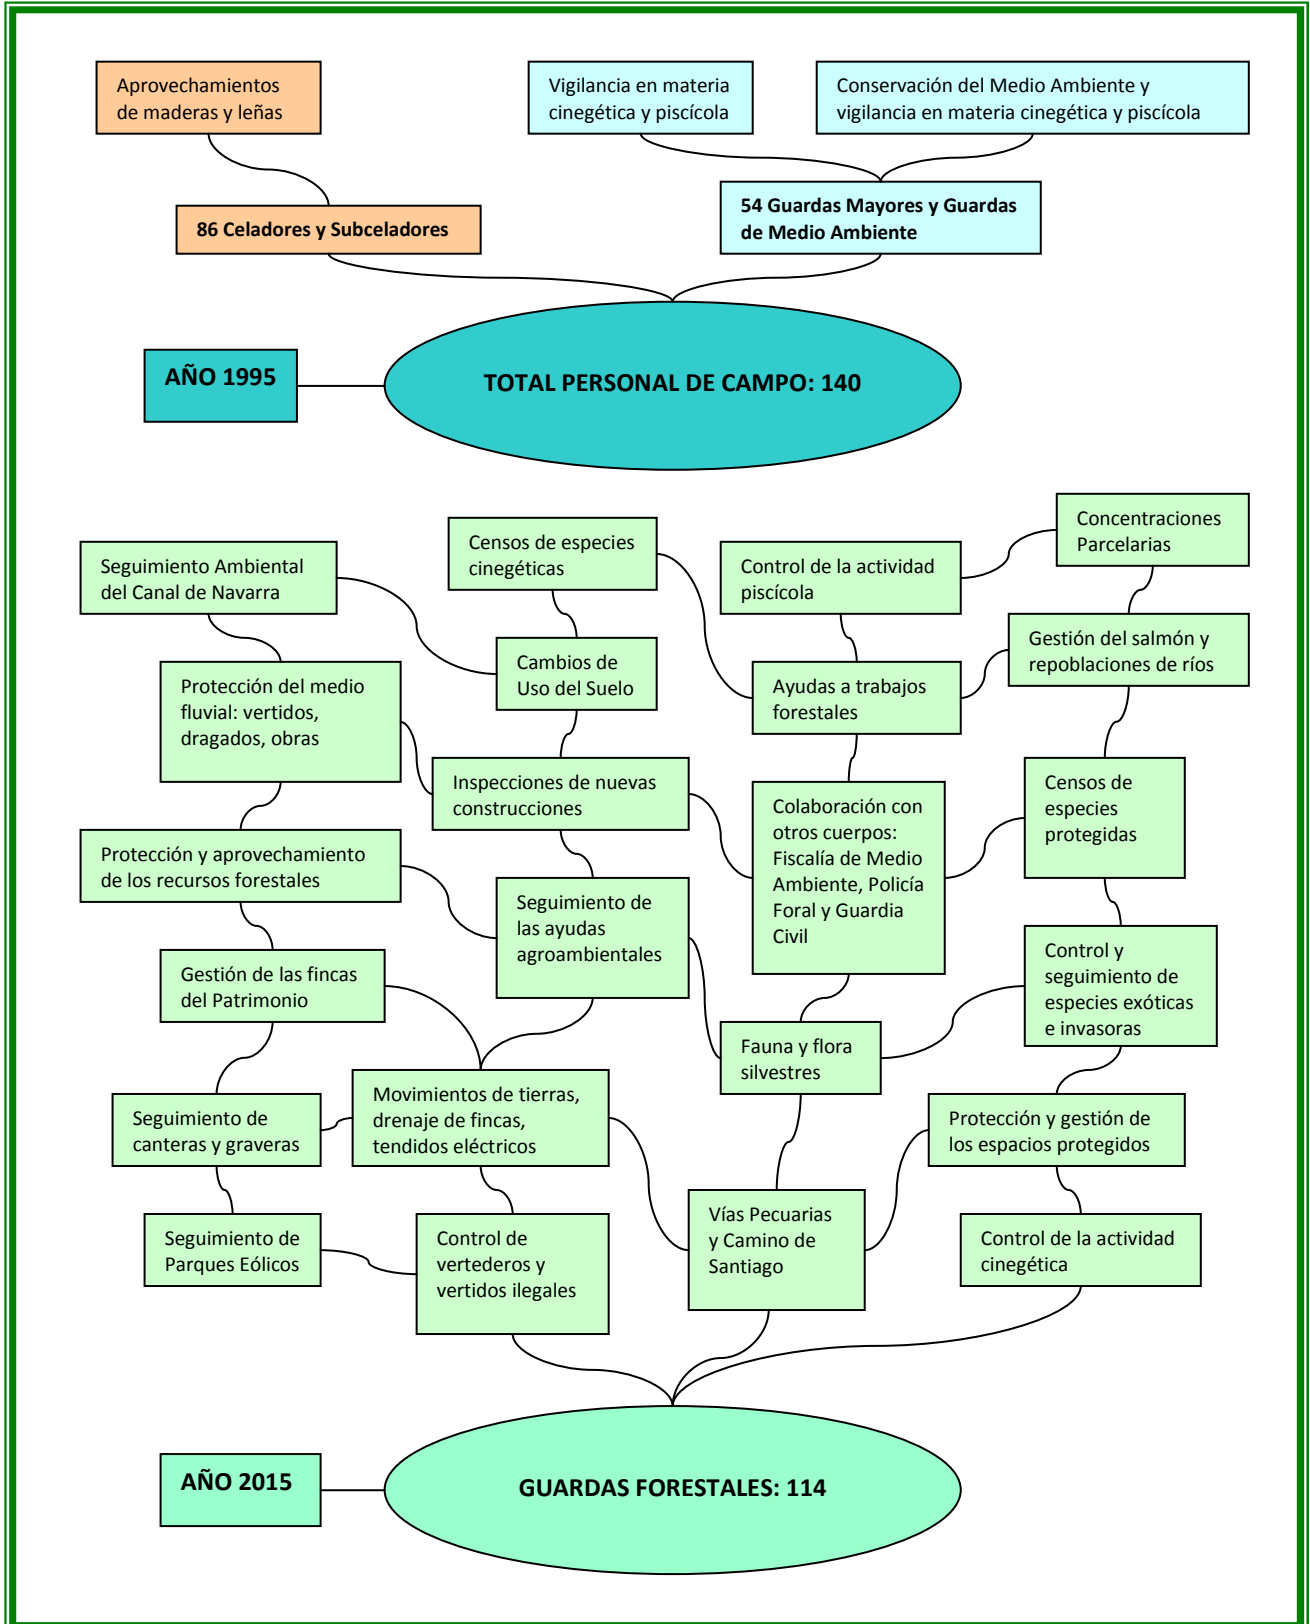 Aprovechamientos
de maderas y leñas
Vigilancia en materia
cinegética y piscícola
Conservación del Medio Ambiente y
vigilancia en materia cinegética y piscícola
86 Celadores y Subceladores
54 Guardas Mayores y Guardas
de Medio Ambiente
AÑO 1995
TOTAL PERSONAL DE CAMPO: 140
Seguimiento Ambiental
del Canal de Navarra
Censos de especies
cinegéticas
Control de la actividad
piscícola
Concentraciones
Parcelarias
Protección del medio
fluvial: vertidos,
dragados, obras
Cambios de
Uso del Suelo
Ayudas a trabajos
forestales
Gestión del salmón y
repoblaciones de ríos
Inspecciones de nuevas
construcciones
Colaboración con
otros cuerpos:
Fiscalía de Medio
Ambiente, Policía
Foral y Guardia
Civil
Censos de
especies
protegidas
Protección y aprovechamiento
de los recursos forestales
Seguimiento de
las ayudas
agroambientales
Control y
seguimiento de
especies exóticas
e invasoras
Gestión de las fincas
del Patrimonio
Fauna y flora
silvestres
Seguimiento de
canteras y graveras
Movimientos de tierras,
drenaje de fincas,
tendidos eléctricos
Protección y gestión de
los espacios protegidos
Seguimiento de
Parques Eólicos
Control de
vertederos y
vertidos ilegales
Vías Pecuarias
y Camino de
Santiago
Control de la actividad
cinegética
AÑO 2015
GUARDAS FORESTALES: 114